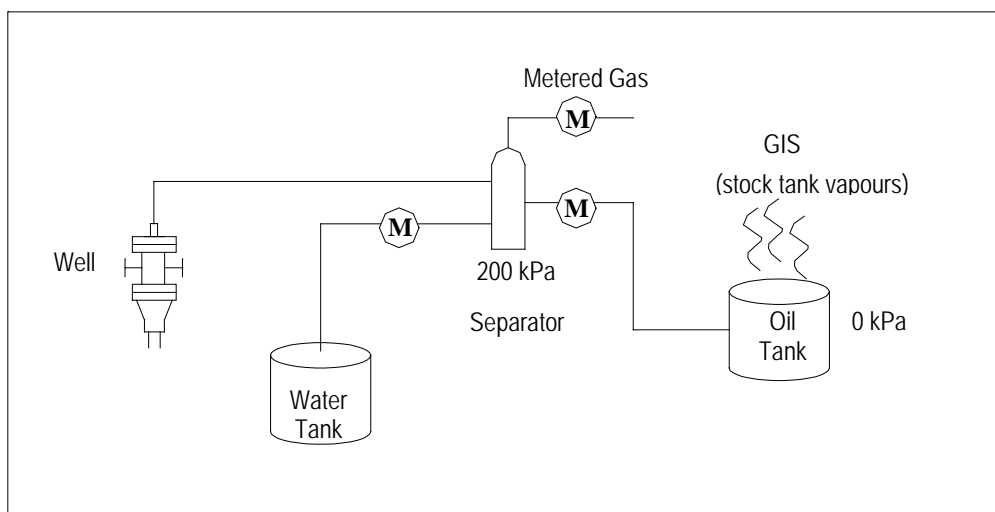 Metered Gas
M
GIS
(stock tank vapours)
M
M
Well
200 kPa
Separator
Oil
Tank
0 kPa
Water
Tank